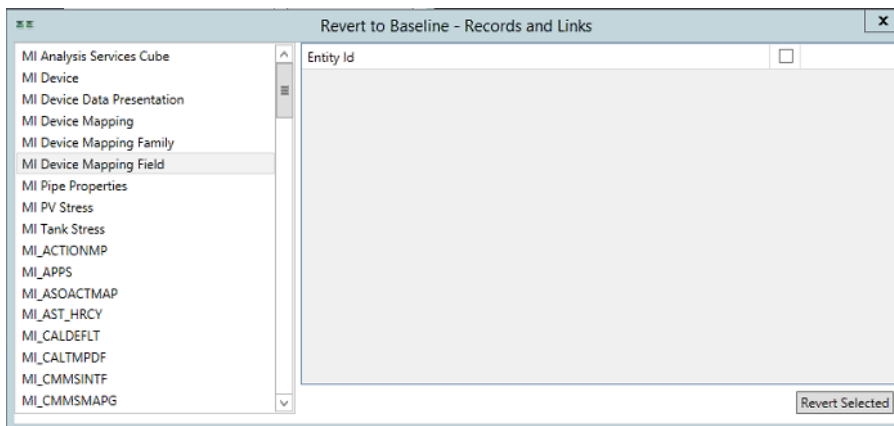 Revert to Baseline - Records and Links
x
MI Analysis Services Cube
MI Device
MI Device Data Presentation
MI Device Mapping
MI Device Mapping Family
MI Device Mapping Field
MI Pipe Properties
MI PV Stress
MI Tank Stress
MI_ACTIONMP
MI_APPS
MI_ASOACTMAP
MI_AST_HRCY
MI_CALDEFLT
MI_CALTMPDF
MI_CMMSINTF
MI_CMMSMAPG
Entity Id
Revert Selected